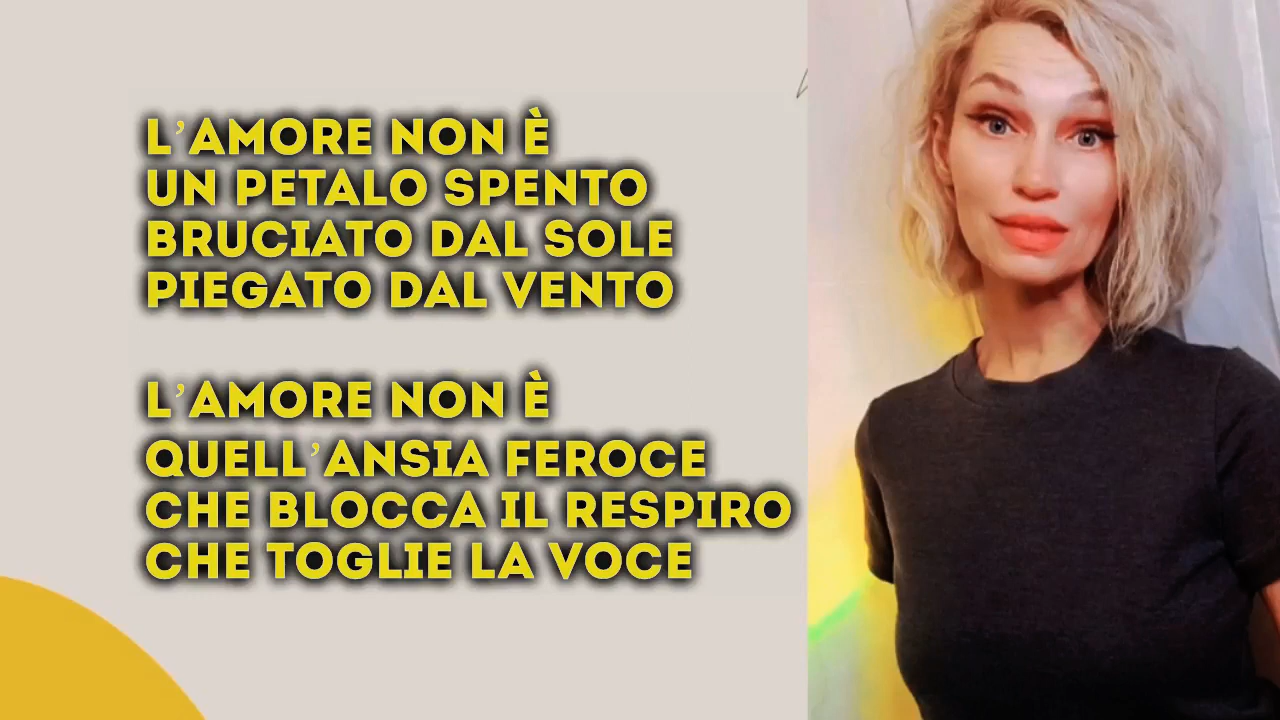 L’AMORE NON È
UN PETALO SPENTO
BRUCIATO DAL SOLE
PIEGATO DAL VENTO
L’AMORE NON È
QUELL’ANSIA FEROCE
CHE BLOCCA IL RESPIRO
CHE TOGLIE LA VOCE